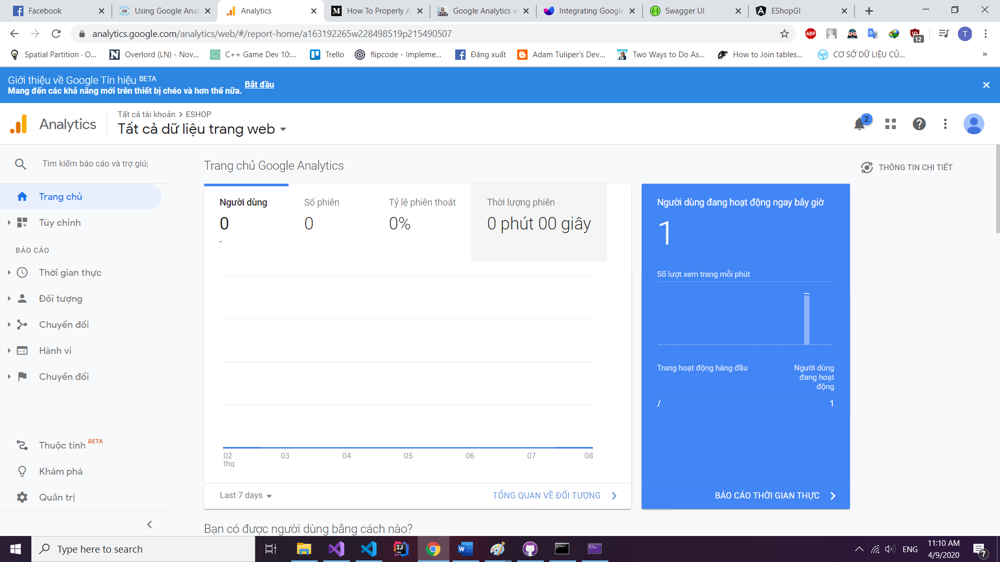 Facebook
Using Google Anal
Analytics
How To Properly A
Google Analytics w
Integrating Google
Swagger UI
EShopGI
analytics.google.com/analytics/web/#/report-home/a163192265w228498519p215490507
ABP
12
T
Spatial Partition · O...
Overlord (LN) - Nov...
C++ Game Dev 10:...
Trello
flipcode - Impleme...
Đăng xuất
Adam Tuliper's Dev...
Two Ways to Do As...
How to Join tables...
CƠ SỞ DỮ LIỆU CỦ...
»
Giới thiệu về Google Tín hiệu BETA
Mang đến các khả năng mới trên thiết bị chéo và hơn thế nữa.
Bắt đầu
Analytics
Tất cả tài khoản > ESHOP
Tất cả dữ liệu trang web
2
Tìm kiếm báo cáo và trợ giúp
Trang chủ
Tùy chỉnh
BÁO CÁO
Thời gian thực
Đối tượng
Chuyển đổi
Hành vi
Chuyển đổi
Thuộc tính BETA
Khám phá
Quản trị
Trang chủ Google Analytics
THÔNG TIN CHI TIẾT
Người dùng
0
-
Số phiên
0
Tỷ lệ phiên thoát
0%
Thời lượng phiên
0 phút 00 giây
02 thg
03
04
05
06
07
08
Last 7 days
TỔNG QUAN VỀ ĐỐI TƯỢNG
Người dùng đang hoạt động ngay bây giờ
1
Số lượt xem trang mỗi phút
Trang hoạt động hàng đầu
Người dùng đang hoạt động
/
1
BÁO CÁO THỜI GIAN THỰC
Bạn có được người dùng bằng cách nào?
Type here to search
ENG
11:10 AM
4/9/2020
7